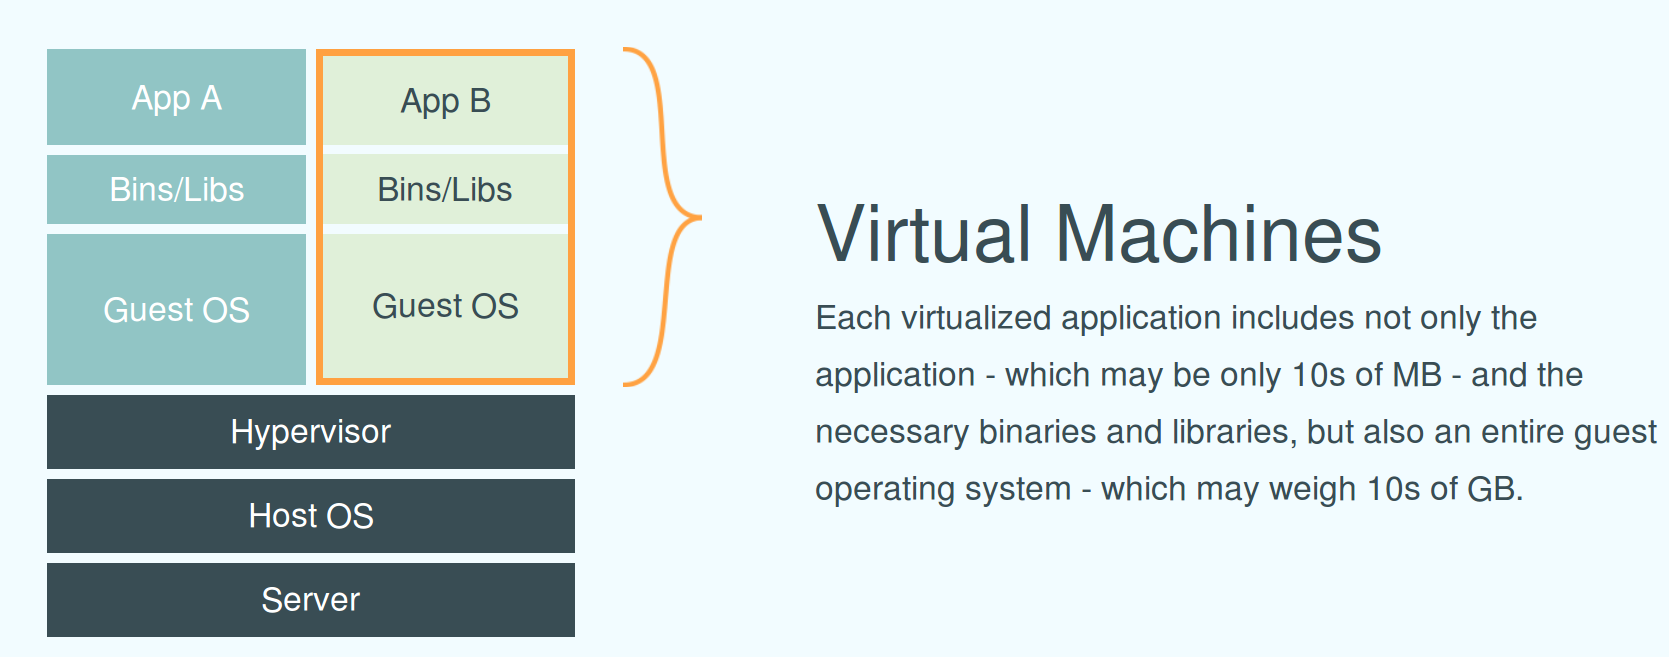 App A
App B
Bins/Libs
Bins/Libs
Guest OS
Guest OS
Hypervisor
Host OS
Server
Virtual Machines
Each virtualized application includes not only the
application - which may be only 10s of MB - and the
necessary binaries and libraries, but also an entire guest
operating system - which may weigh 10s of GB.